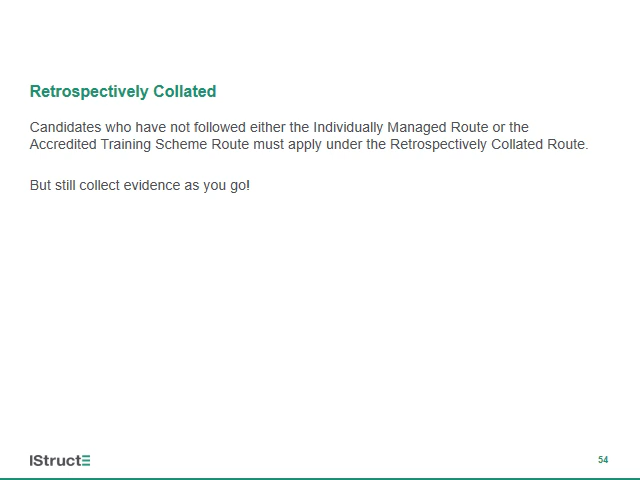 Retrospectively Collated
Candidates who have not followed either the Individually Managed Route or the
Accredited Training Scheme Route must apply under the Retrospectively Collated Route.
But still collect evidence as you go!
IStructE
54